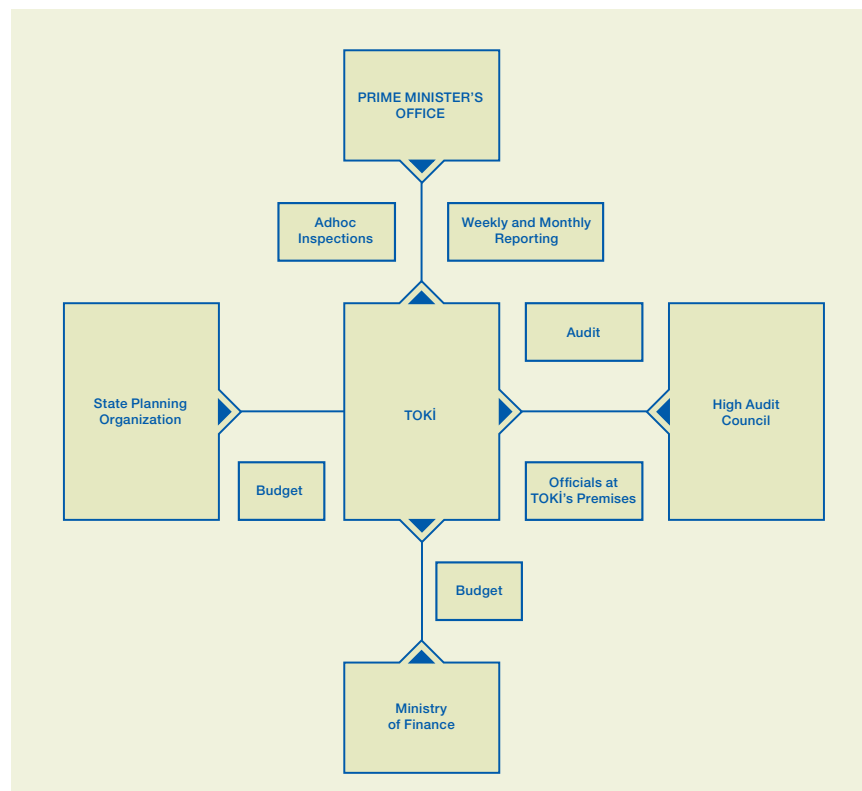 PRIME MINISTER'S
OFFICE
Adhoc
Inspections
Weekly and Monthly
Reporting
State Planning
Organization
TOKİ
Audit
High Audit
Council
Budget
Officials at
TOKİ's Premises
Budget
Ministry
of Finance